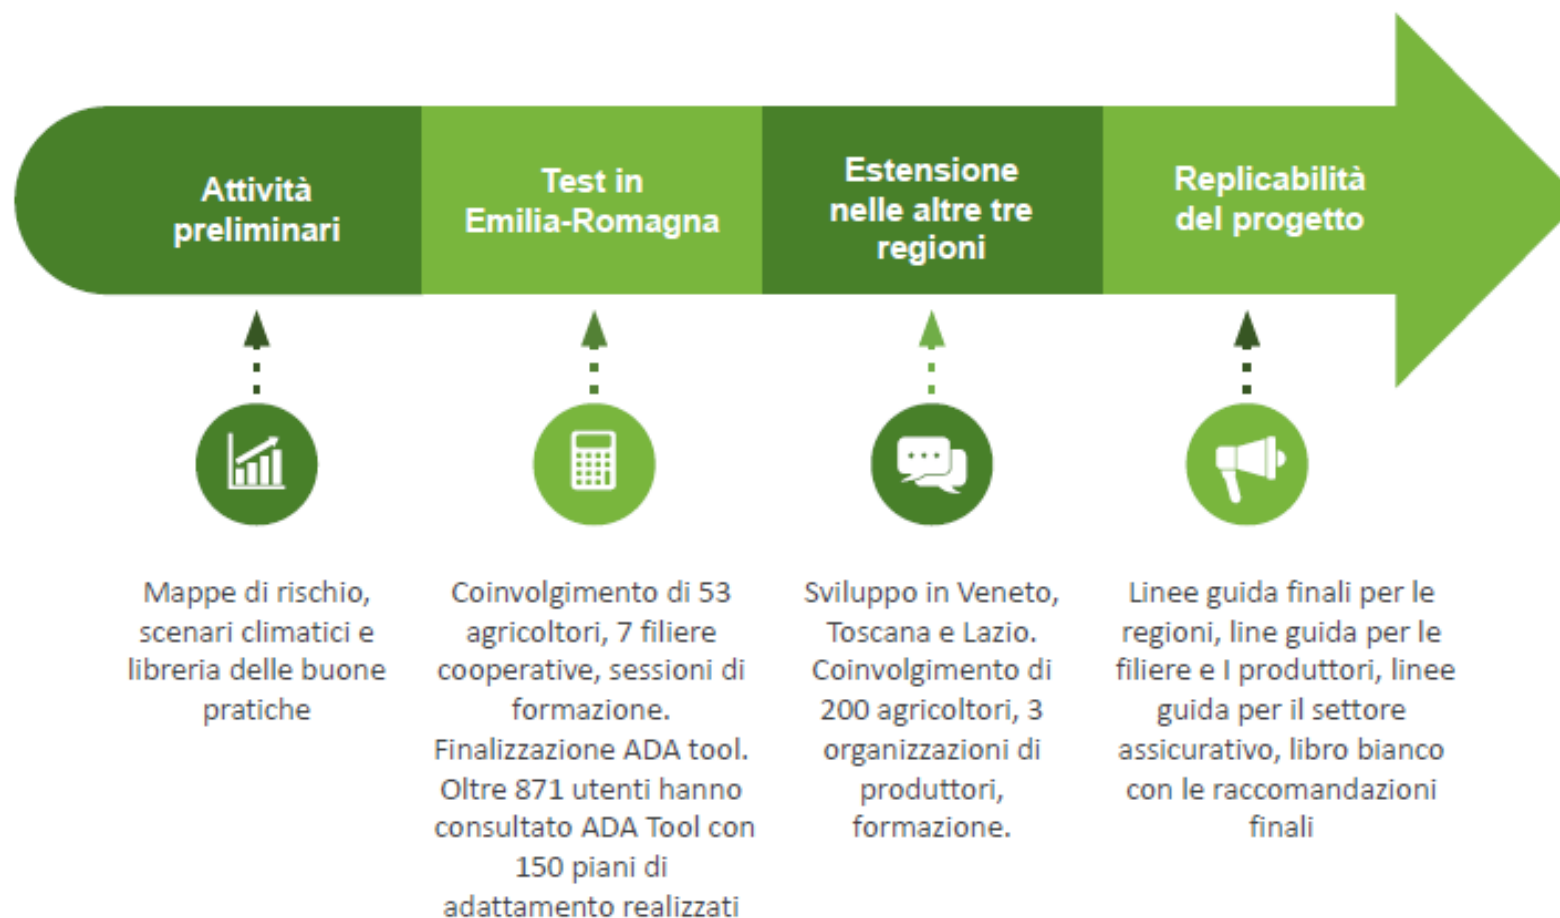 Attività
preliminari
Test in
Emilia-Romagna
Estensione
nelle altre tre
regioni
Replicabilità
del progetto
Mappe di rischio,
scenari climatici e
libreria delle buone
pratiche
Coinvolgimento di 53
agricoltori, 7 filiere
cooperative, sessioni di
formazione.
Finalizzazione ADA tool.
Oltre 871 utenti hanno
consultato ADA Tool con
150 piani di
adattamento realizzati
Sviluppo in Veneto,
Toscana e Lazio.
Coinvolgimento di
200 agricoltori, 3
organizzazioni di
produttori,
formazione.
Linee guida finali per le
regioni, line guida per le
filiere e I produttori, linee
guida per il settore
assicurativo, libro bianco
con le raccomandazioni
finali